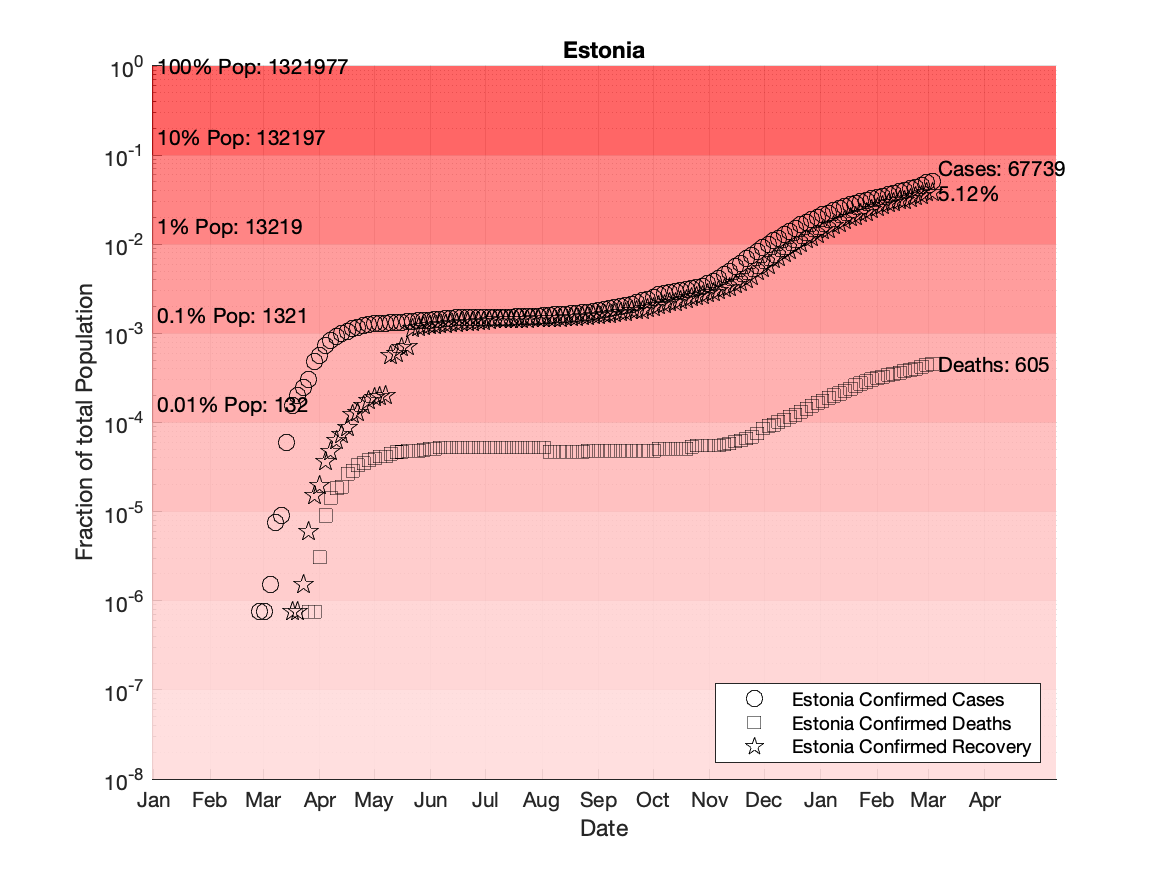 Estonia
Fraction of total Population
10^0
10^-1
10^-2
10^-3
10^-4
10^-5
10^-6
10^-7
10^-8
100% Pop: 1321977
10% Pop: 132197
1% Pop: 13219
0.1% Pop: 1321
0.01% Pop: 132
Cases: 67739
5.12%
Deaths: 605
Estonia Confirmed Cases
Estonia Confirmed Deaths
Estonia Confirmed Recovery
Jan Feb Mar Apr May Jun Jul Aug Sep Oct Nov Dec Jan Feb Mar Apr
Date